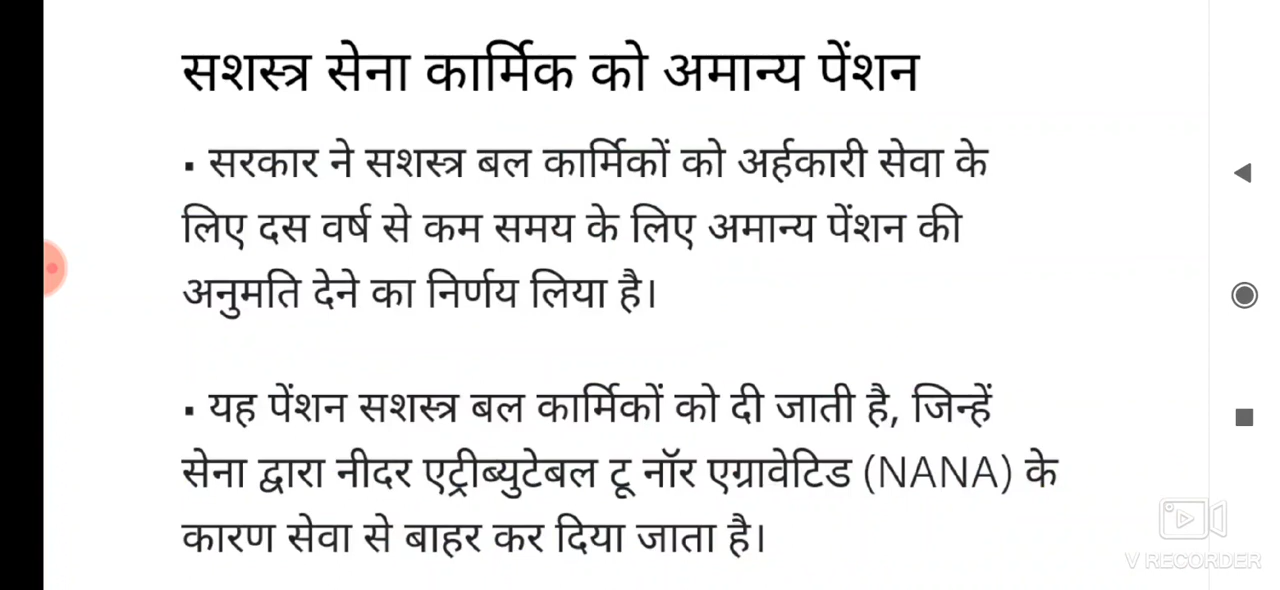 सशस्त्र सेना कार्मिक को अमान्य पेंशन
▪ सरकार ने सशस्त्र बल कार्मिकों को अर्हकारी सेवा के
लिए दस वर्ष से कम समय के लिए अमान्य पेंशन की
अनुमति देने का निर्णय लिया है।
▪ यह पेंशन सशस्त्र बल कार्मिकों को दी जाती है, जिन्हें
सेना द्वारा नीदर एट्रीब्युटेबल टू नॉर एग्रावेटिड (NANA) के
कारण सेवा से बाहर कर दिया जाता है।
V RECORDER